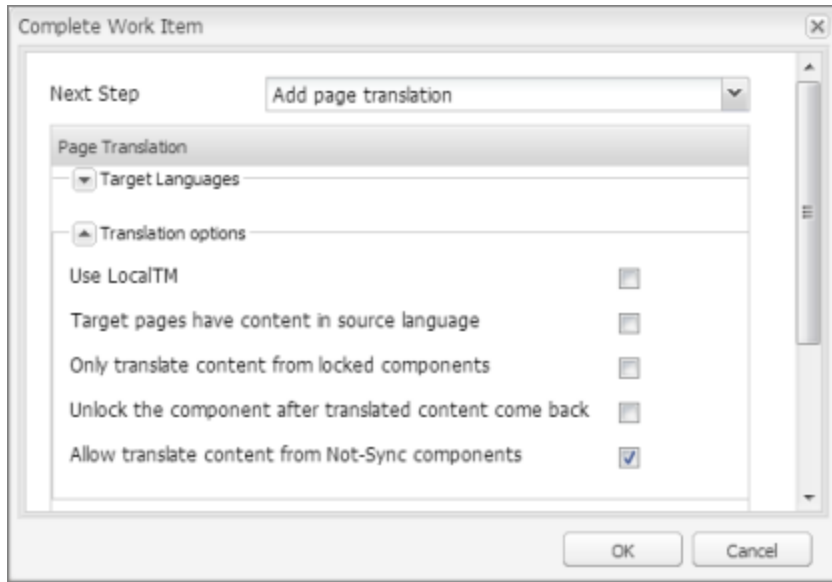 Complete Work Item
Next Step
Add page translation
Page Translation
Target Languages
Translation options
Use LocalTM
Target pages have content in source language
Only translate content from locked components
Unlock the component after translated content come back
Allow translate content from Not-Sync components
OK
Cancel